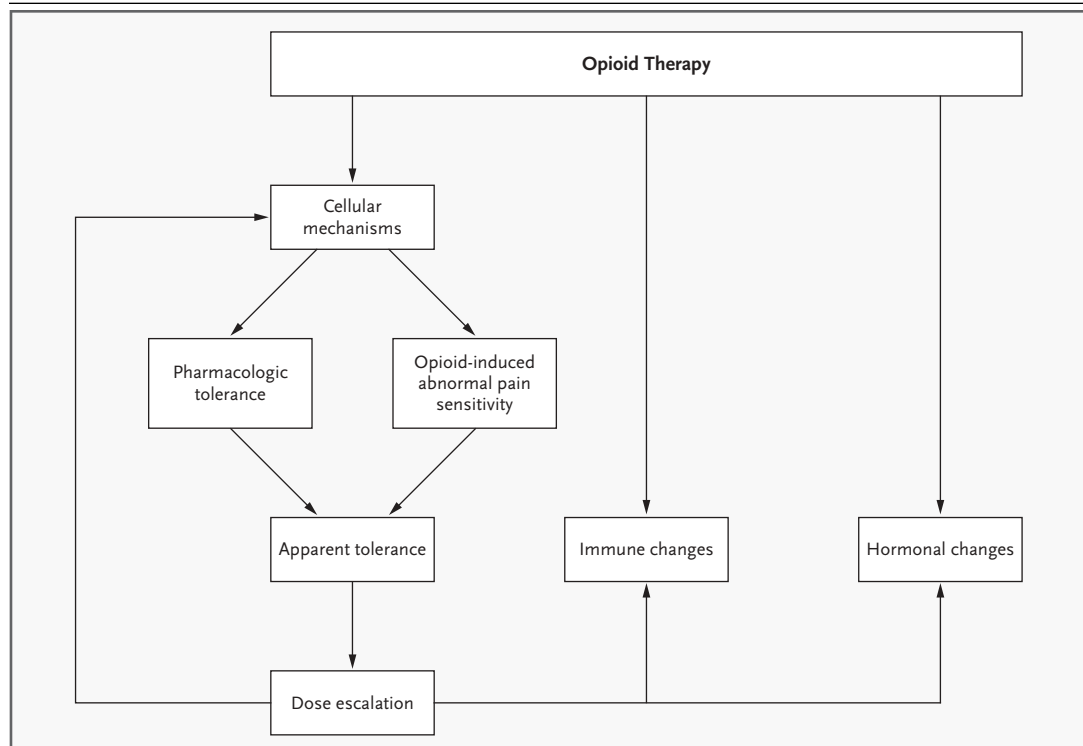 Opioid Therapy
Cellular
mechanisms
Pharmacologic
tolerance
Opioid-induced
abnormal pain
sensitivity
Apparent tolerance
Immune changes
Hormonal changes
Dose escalation